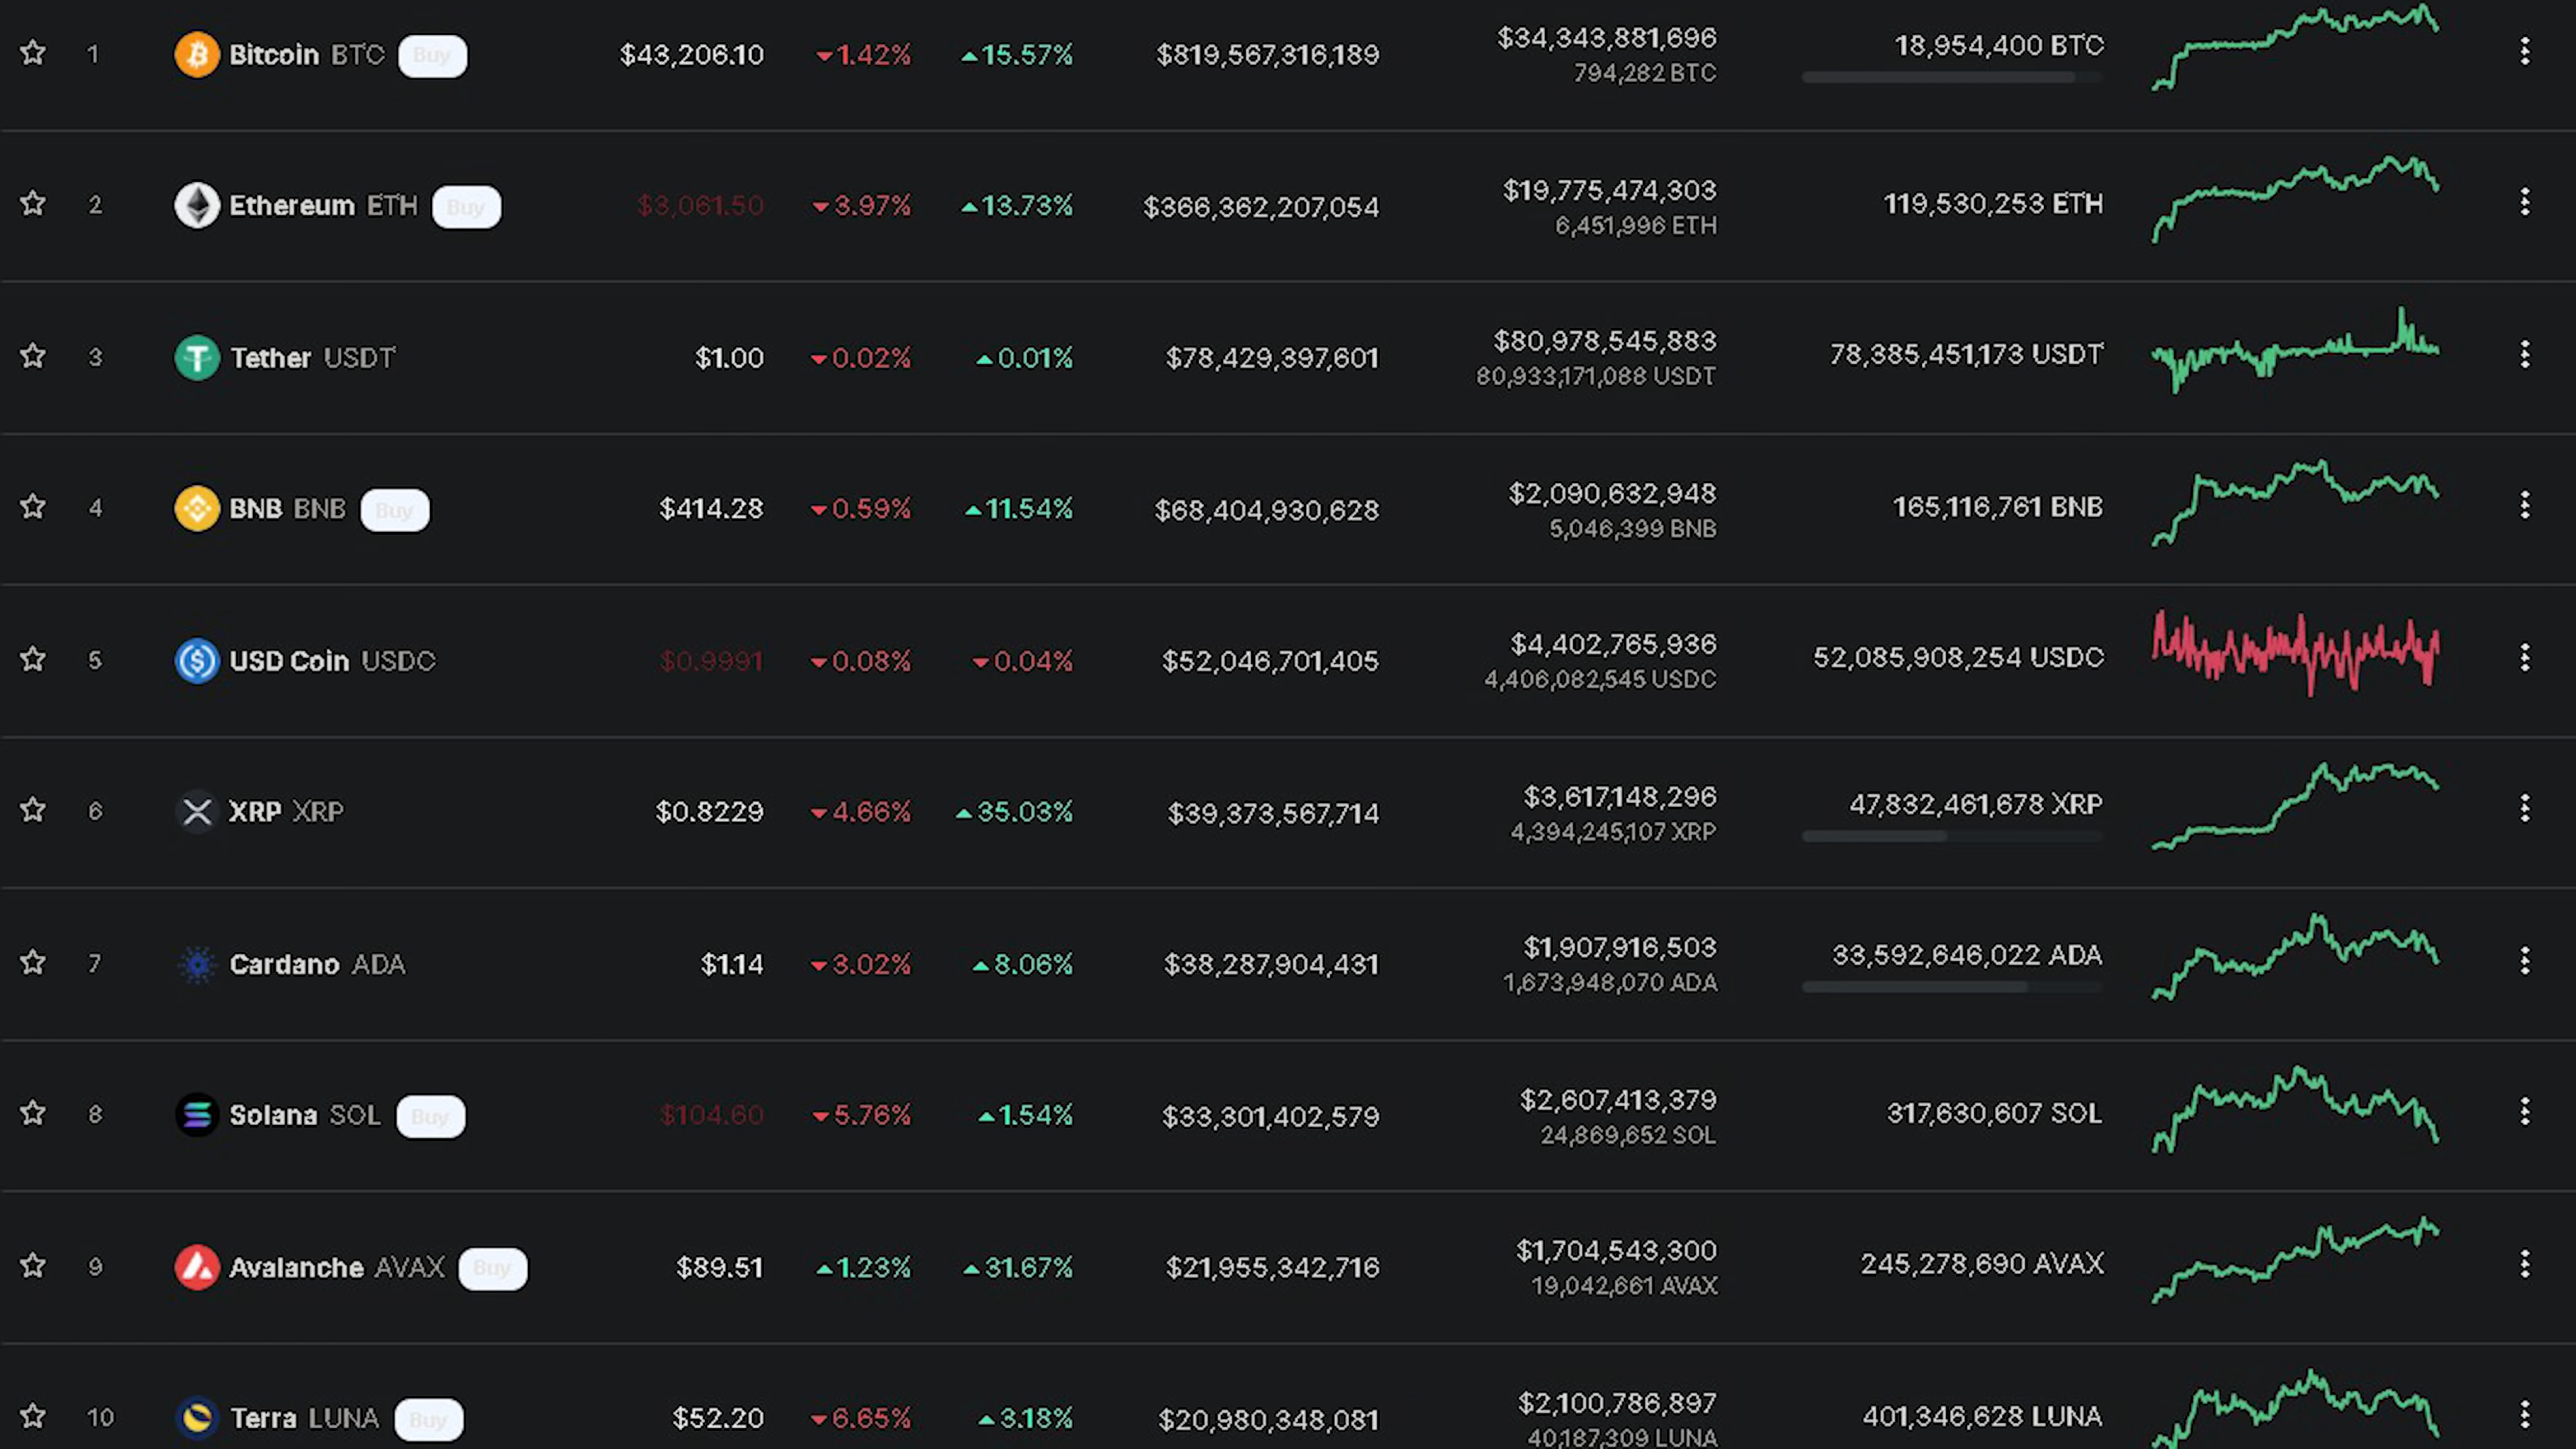 1 Bitcoin BTC Buy $43,206.10 1.42% 15.57% $819,567,316,189 $34,343,881,696 18,954,400 BTC
794,282 BTC
2 Ethereum ETH Buy $3,061.50 3.97% 13.73% $366,362,207,054 $19,775,474,303 119,530,253 ETH
6,451,996 ETH
3 Tether USDT $1.00 0.02% 0.01% $78,429,397,601 $80,978,545,883 78,385,451,173 USDT
80,933,171,088 USDT
4 BNB BNB Buy $414.28 0.59% 11.54% $68,404,930,628 $2,090,632,948 165,116,761 BNB
5,046,399 BNB
5 USD Coin USDC $0.9991 0.08% 0.04% $52,046,701,405 $4,402,765,936 52,085,908,254 USDC
4,406,082,545 USDC
6 XRP XRP $0.8229 4.66% 35.03% $39,373,567,714 $3,617,148,296 47,832,461,678 XRP
4,394,245,107 XRP
7 Cardano ADA $1.14 3.02% 8.06% $38,287,904,431 $1,907,916,503 33,592,646,022 ADA
1,673,948,070 ADA
8 Solana SOL Buy $104.60 5.76% 1.54% $33,301,402,579 $2,607,413,379 317,630,607 SOL
24,869,652 SOL
9 Avalanche AVAX Buy $89.51 1.23% 31.67% $21,955,342,716 $1,704,543,300 245,278,690 AVAX
19,042,661 AVAX
10 Terra LUNA Buy $52.20 6.65% 3.18% $20,980,348,081 $2,100,786,897 401,346,628 LUNA
40,187,309 LUNA